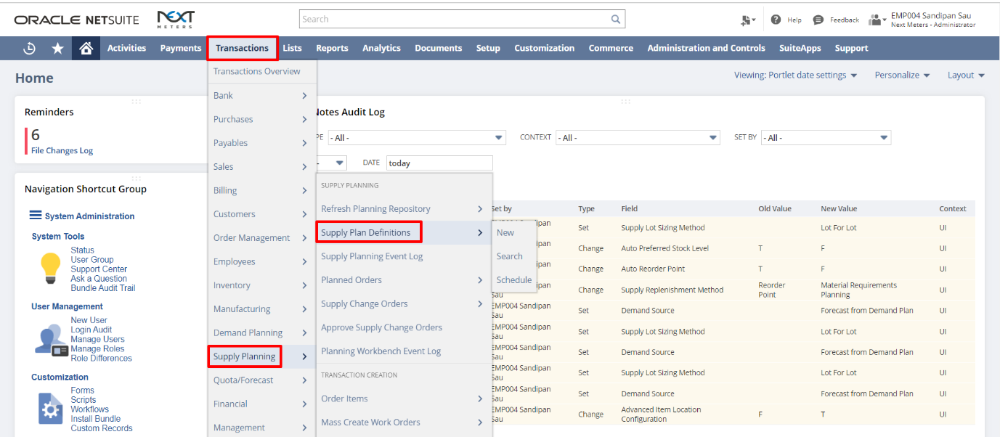 ORACLE NETSUITE
NEXT
METERS
Search
Help
Feedback
EMP004 Sandipan Sau
Next Meters - Administrator
Activities
Payments
Transactions
Lists
Reports
Analytics
Documents
Setup
Customization
Commerce
Administration and Controls
SuiteApps
Support
Home
Viewing: Portlet date settings
Personalize
Layout
Reminders
6
File Changes Log
Navigation Shortcut Group
System Administration
System Tools
Status
User Group
Support Center
Ask a Question
Bundle Audit Trail
User Management
New User
Login Audit
Manage Users
Manage Roles
Role Differences
Customization
Forms
Scripts
Workflows
Install Bundle
Custom Records
Transactions Overview
Bank
Purchases
Payables
Sales
Billing
Customers
Order Management
Employees
Inventory
Manufacturing
Demand Planning
Supply Planning
Quota/Forecast
Financial
Management
SUPPLY PLANNING
Refresh Planning Repository
Supply Plan Definitions
Supply Planning Event Log
Planned Orders
Supply Change Orders
Approve Supply Change Orders
Planning Workbench Event Log
TRANSACTION CREATION
Order Items
Mass Create Work Orders
New
Search
Schedule
Notes Audit Log
PE - All -
CONTEXT - All -
SET BY - All -
-
DATE today
Set by Type Field Old Value New Value Context
Set Supply Lot Sizing Method Lot For Lot UI
Change Auto Preferred Stock Level T F UI
Change Auto Reorder Point T F UI
Sau Change Supply Replenishment Method Reorder Point Material Requirements Planning UI
EMP004 Sandipan Sau Set Demand Source Forecast from Demand Plan UI
EMP004 Sandipan Sau Set Supply Lot Sizing Method Lot For Lot UI
EMP004 Sandipan Sau Set Demand Source Forecast from Demand Plan UI
EMP004 Sandipan Sau Set Supply Lot Sizing Method Lot For Lot UI
EMP004 Sandipan Sau Set Demand Source Forecast from Demand Plan UI
EMP004 Sandipan Sau Change Advanced Item Location Configuration F T UI